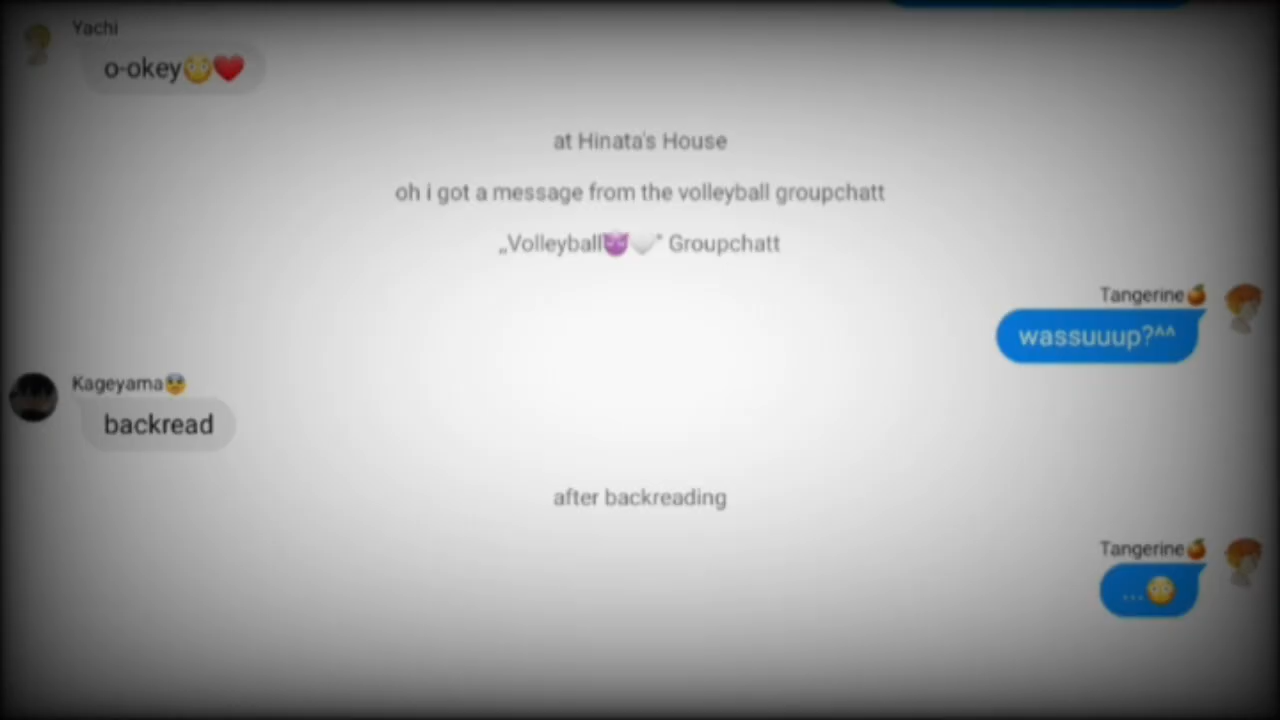 Yachi
o-okey😳❤️
at Hinata's House
oh i got a message from the volleyball groupchatt
„Volleyball😈🤍" Groupchatt
Tangerine🍊
wassuuup?^^
Kageyama😨
backread
after backreading
Tangerine🍊
...😳